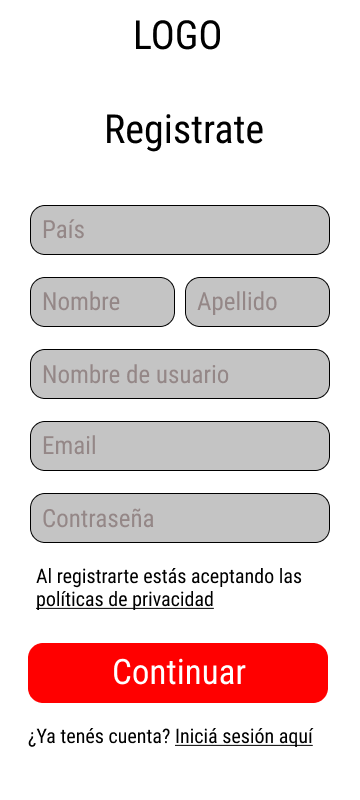 LOGO
Registrate
País
Nombre Apellido
Nombre de usuario
Email
Contraseña
Al registrarte estás aceptando las
políticas de privacidad
Continuar
¿Ya tenés cuenta? Iniciá sesión aquí